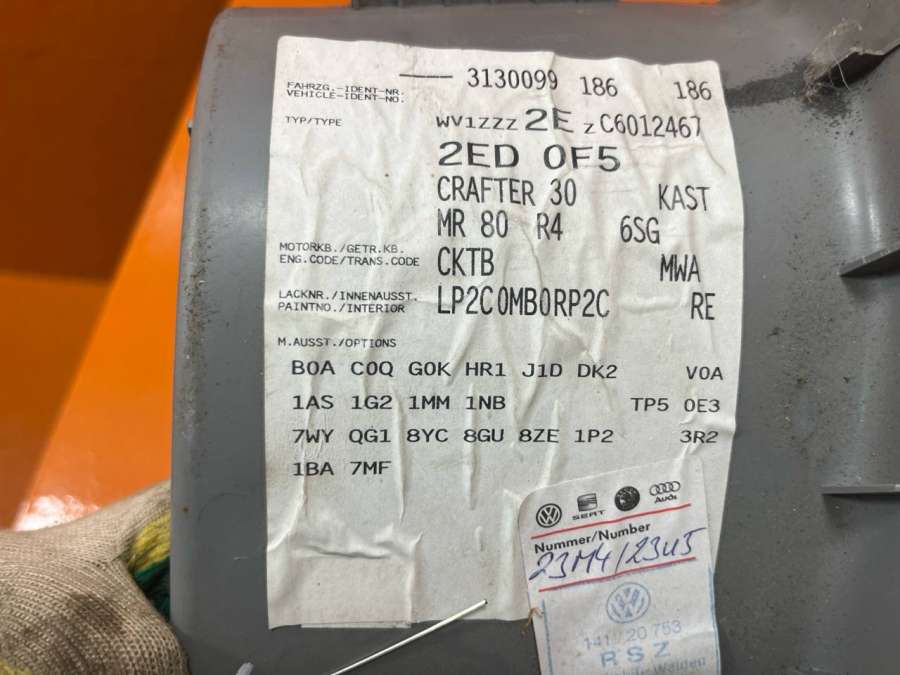 3130099 186 186
FAHRZG.-IDENT-NR.
VEHICLE-IDENT-NO.
TYP/TYPE
WV1ZZZ 2E Z C6012467
2ED 0F5
CRAFTER 30 KAST
MR 80 R4 6SG
MOTORKB./GETR.KB.
ENG.CODE/TRANS.CODE
CKTB MWA
LACKNR./INNENAUSST.
PAINTNO./INTERIOR
LP2C0MB0RP2C RE
M.AUSST./OPTIONS
B0A C0Q G0K HR1 J1D DK2 V0A
1AS 1G2 1MM 1NB TP5 0E3
7WY QG1 8YC 8GU 8ZE 1P2 3R2
1BA 7MF
SEAT Audi
Nummer/Number
23M4/23U5
RSZ